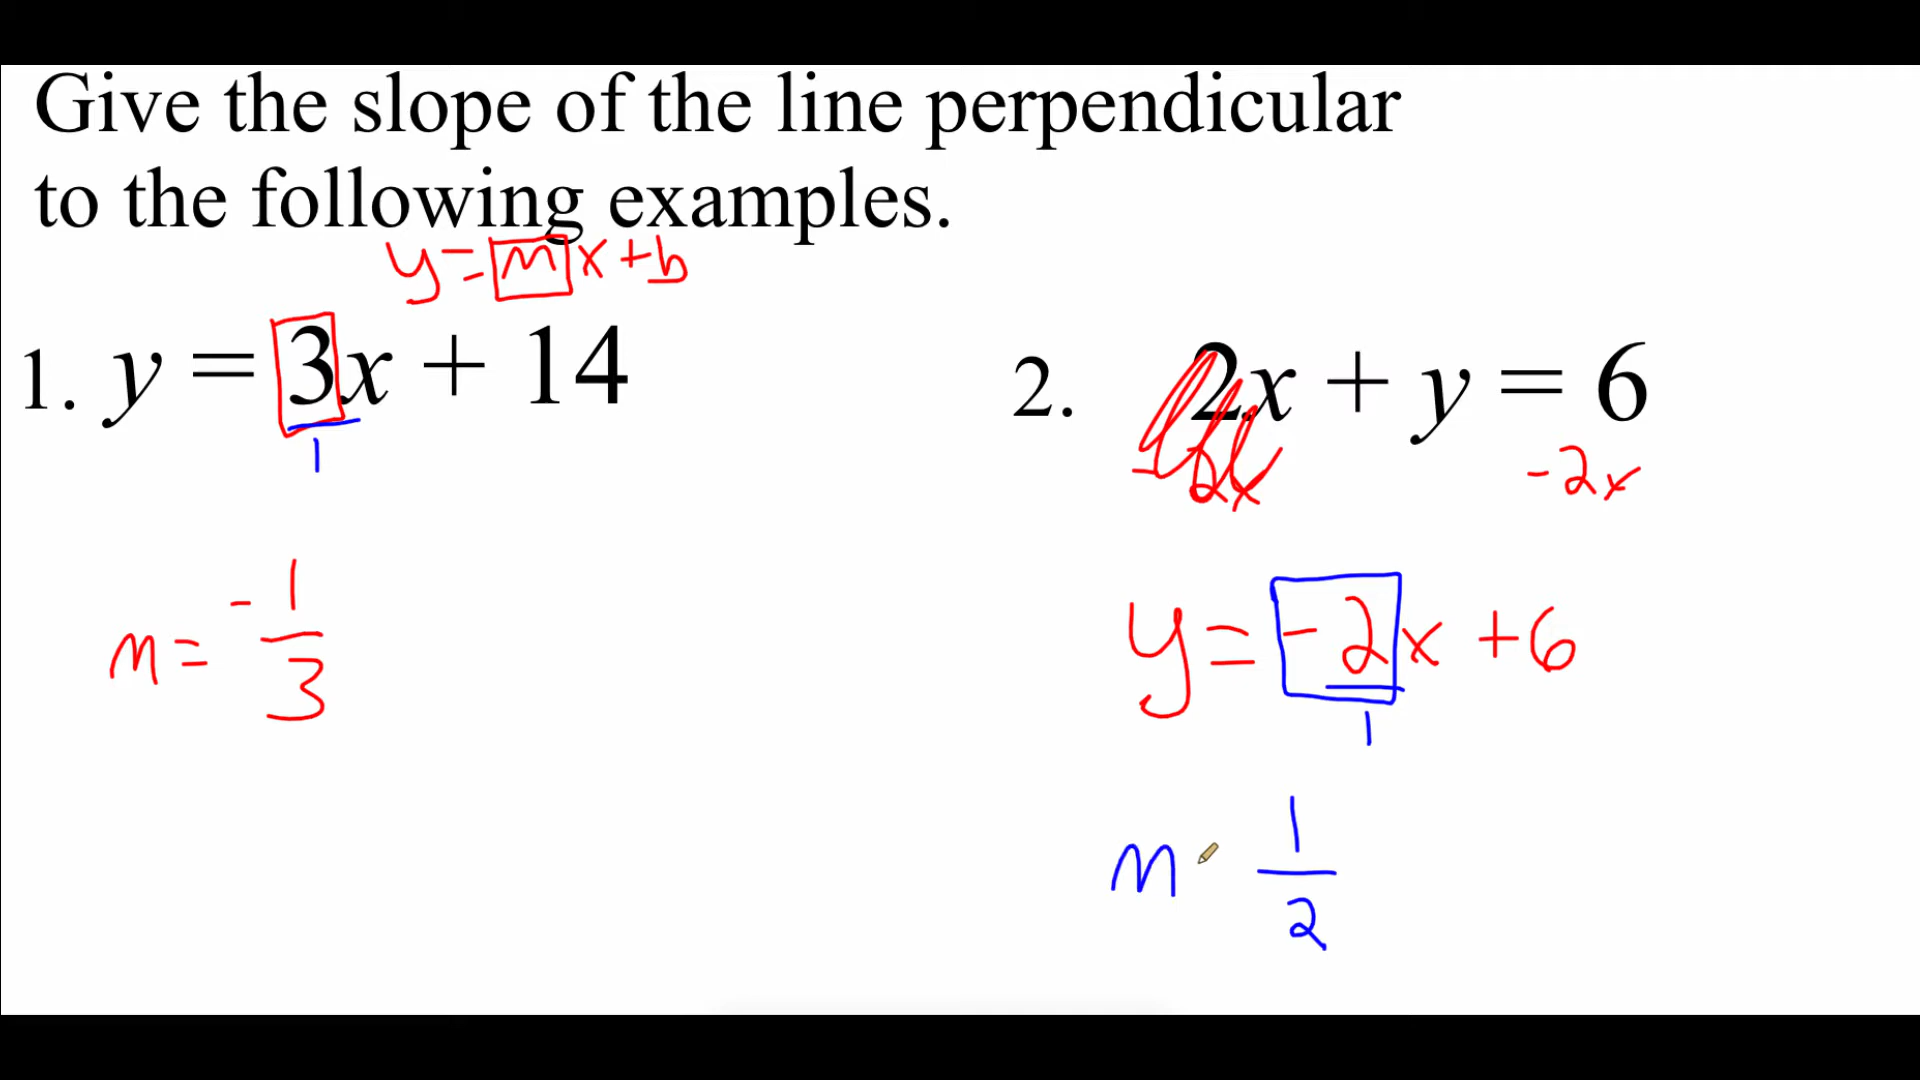 Give the slope of the line perpendicular
to the following examples.
y = m x + b
1. y = 3x + 14
1
m = - 1/3
2. 2x + y = 6
-2x -2x
y = -2x + 6
1
m 1/2